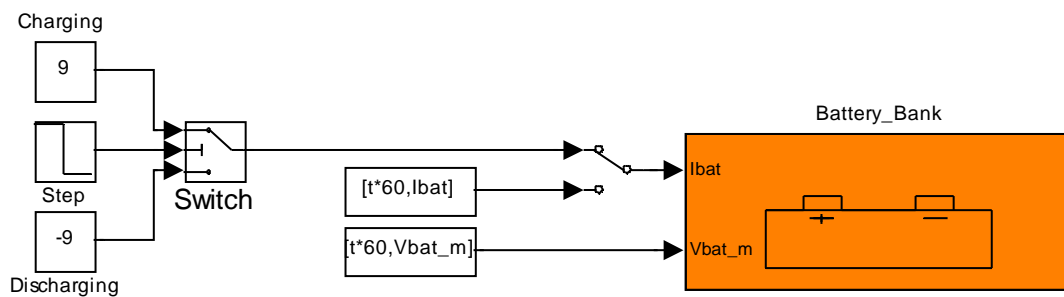 Charging
9
Step
Switch
-9
Discharging
[t*60,Ibat]
[t*60,Vbat_m]
Battery_Bank
Ibat
Vbat_m